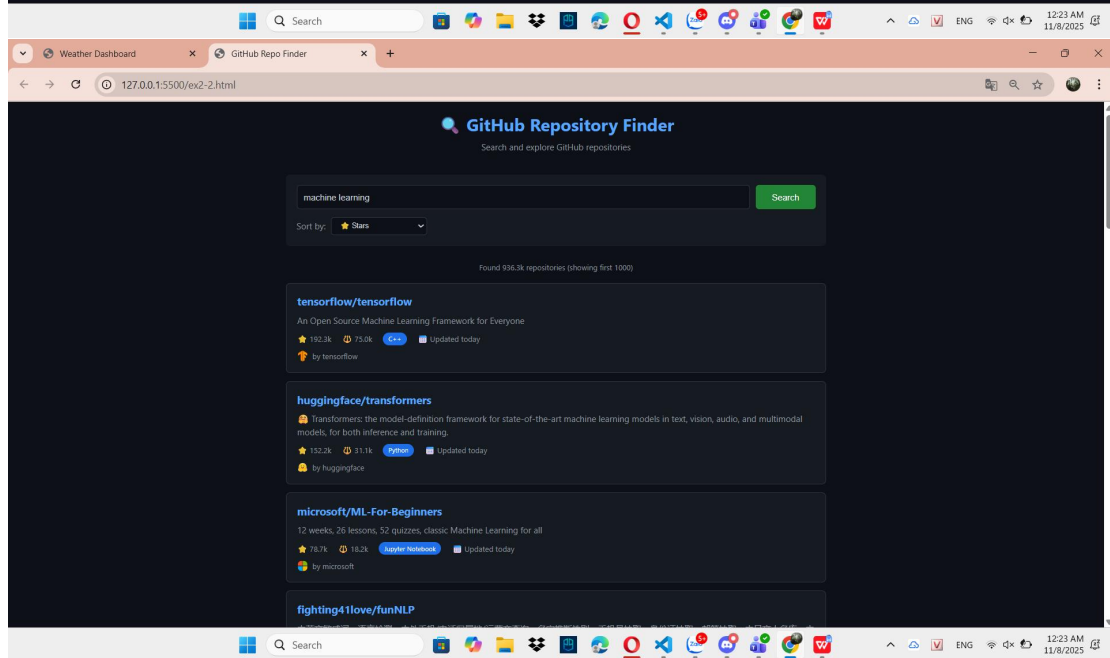 Search
ENG
12:23 AM
11/8/2025
Weather Dashboard
GitHub Repo Finder
127.0.0.1:5500/ex2-2.html
GitHub Repository Finder
Search and explore GitHub repositories
machine learning
Search
Sort by: Stars
Found 936.3k repositories (showing first 1000)
tensorflow/tensorflow
An Open Source Machine Learning Framework for Everyone
192.3k 75.0k C++ Updated today
by tensorflow
huggingface/transformers
Transformers: the model-definition framework for state-of-the-art machine learning models in text, vision, audio, and multimodal
models, for both inference and training.
152.2k 31.1k Python Updated today
by huggingface
microsoft/ML-For-Beginners
12 weeks, 26 lessons, 52 quizzes, classic Machine Learning for all
78.7k 18.2k Jupyter Notebook Updated today
by microsoft
fighting41love/funNLP
Search
ENG
12:23 AM
11/8/2025